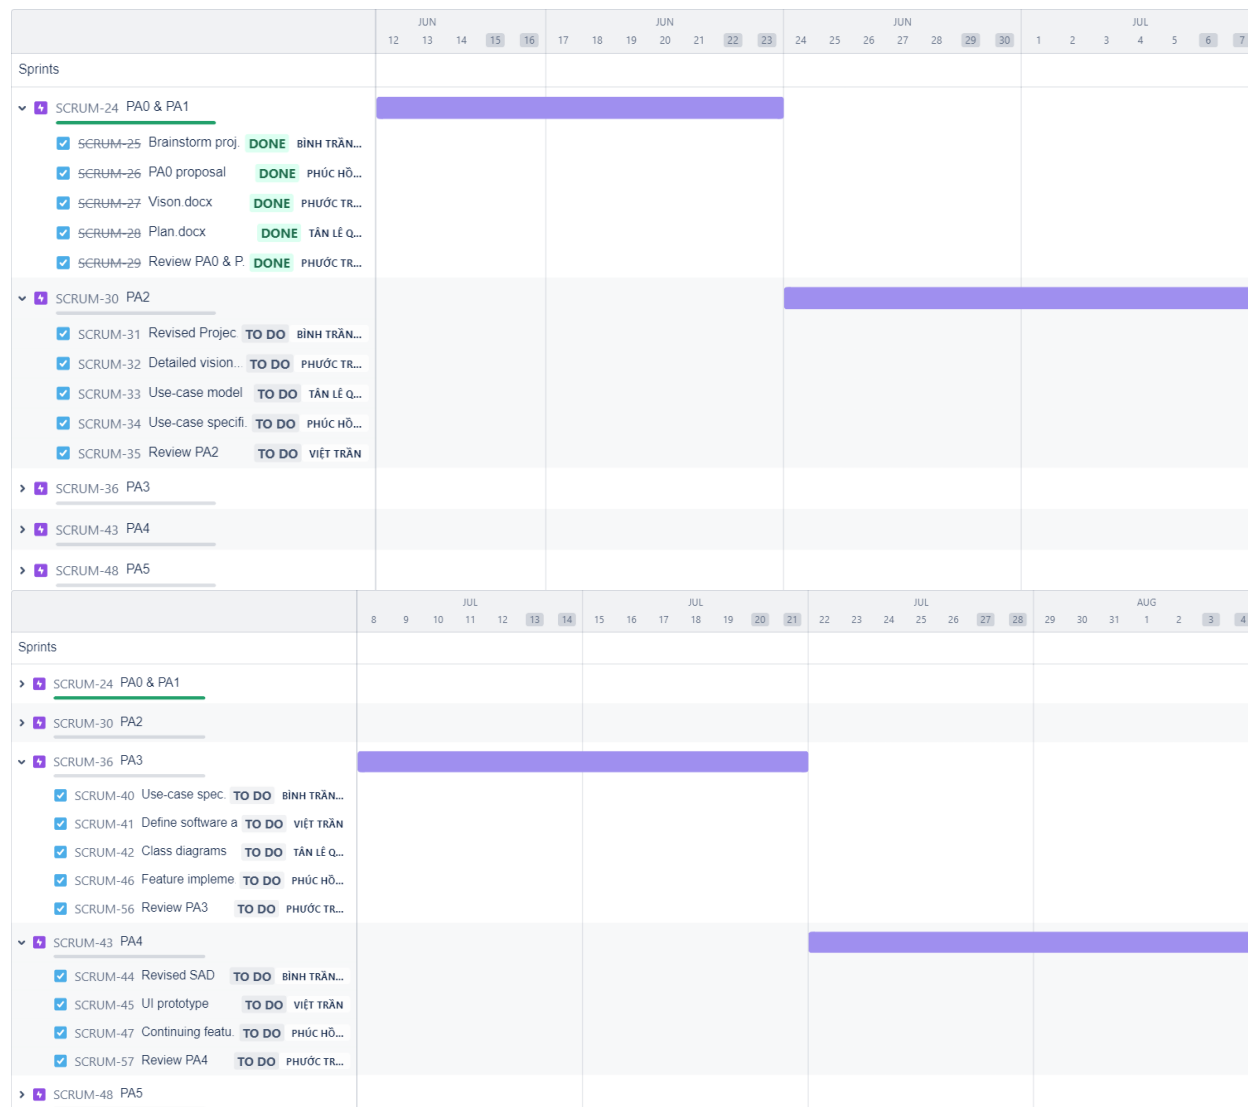 JUN JUN JUN JUL
12 13 14 15 16 17 18 19 20 21 22 23 24 25 26 27 28 29 30 1 2 3 4 5 6 7
Sprints
SCRUM-24 PA0 & PA1
SCRUM-25 Brainstorm proj. DONE BÌNH TRẦN...
SCRUM-26 PA0 proposal DONE PHÚC HỒ...
SCRUM-27 Vison.docx DONE PHƯỚC TR...
SCRUM-28 Plan.docx DONE TÂN LÊ Q...
SCRUM-29 Review PA0 & P. DONE PHƯỚC TR...
SCRUM-30 PA2
SCRUM-31 Revised Projec TO DO BÌNH TRẦN...
SCRUM-32 Detailed vision... TO DO PHƯỚC TR...
SCRUM-33 Use-case model TO DO TÂN LÊ Q...
SCRUM-34 Use-case specifi. TO DO PHÚC HỒ...
SCRUM-35 Review PA2 TO DO VIỆT TRẦN
SCRUM-36 PA3
SCRUM-43 PA4
SCRUM-48 PA5
JUL JUL JUL AUG
8 9 10 11 12 13 14 15 16 17 18 19 20 21 22 23 24 25 26 27 28 29 30 31 1 2 3 4
Sprints
SCRUM-24 PA0 & PA1
SCRUM-30 PA2
SCRUM-36 PA3
SCRUM-40 Use-case spec. TO DO BÌNH TRẦN...
SCRUM-41 Define software a TO DO VIỆT TRẦN
SCRUM-42 Class diagrams TO DO TÂN LÊ Q...
SCRUM-46 Feature impleme TO DO PHÚC HỒ...
SCRUM-56 Review PA3 TO DO PHƯỚC TR...
SCRUM-43 PA4
SCRUM-44 Revised SAD TO DO BÌNH TRẦN...
SCRUM-45 UI prototype TO DO VIỆT TRẦN
SCRUM-47 Continuing featu. TO DO PHÚC HỒ...
SCRUM-57 Review PA4 TO DO PHƯỚC TR...
SCRUM-48 PA5